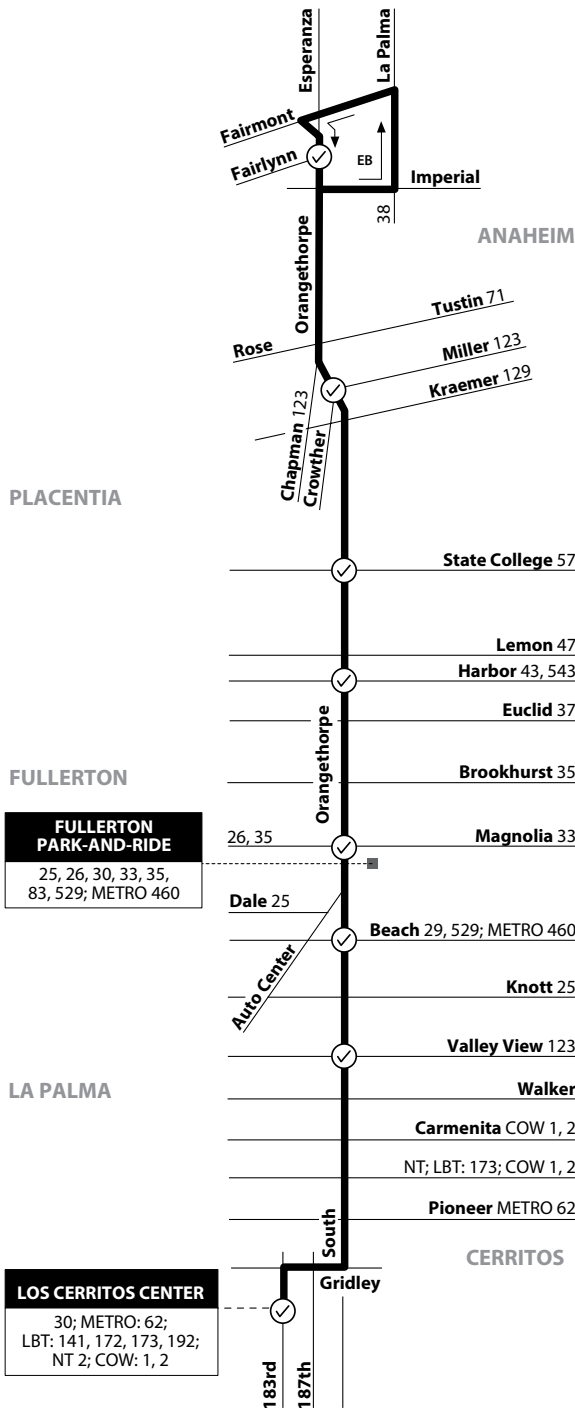 Esperanza
La Palma
Fairmont
Fairlynn
EB
Imperial
38
Orangethorpe
ANAHEIM
Tustin 71
Rose
Miller 123
Kraemer 129
Chapman 123
Crowther
PLACENTIA
State College 57
Lemon 47
Harbor 43, 543
Euclid 37
Orangethorpe
FULLERTON
Brookhurst 35
FULLERTON
PARK-AND-RIDE
25, 26, 30, 33, 35,
83, 529; METRO 460
26, 35
Magnolia 33
Dale 25
Beach 29, 529; METRO 460
Auto Center
Knott 25
Valley View 123
LA PALMA
Walker
Carmenita COW 1, 2
NT; LBT: 173; COW 1, 2
Pioneer METRO 62
South
CERRITOS
Gridley
LOS CERRITOS CENTER
30; METRO: 62;
LBT: 141, 172, 173, 192;
NT 2; COW: 1, 2
183rd
187th